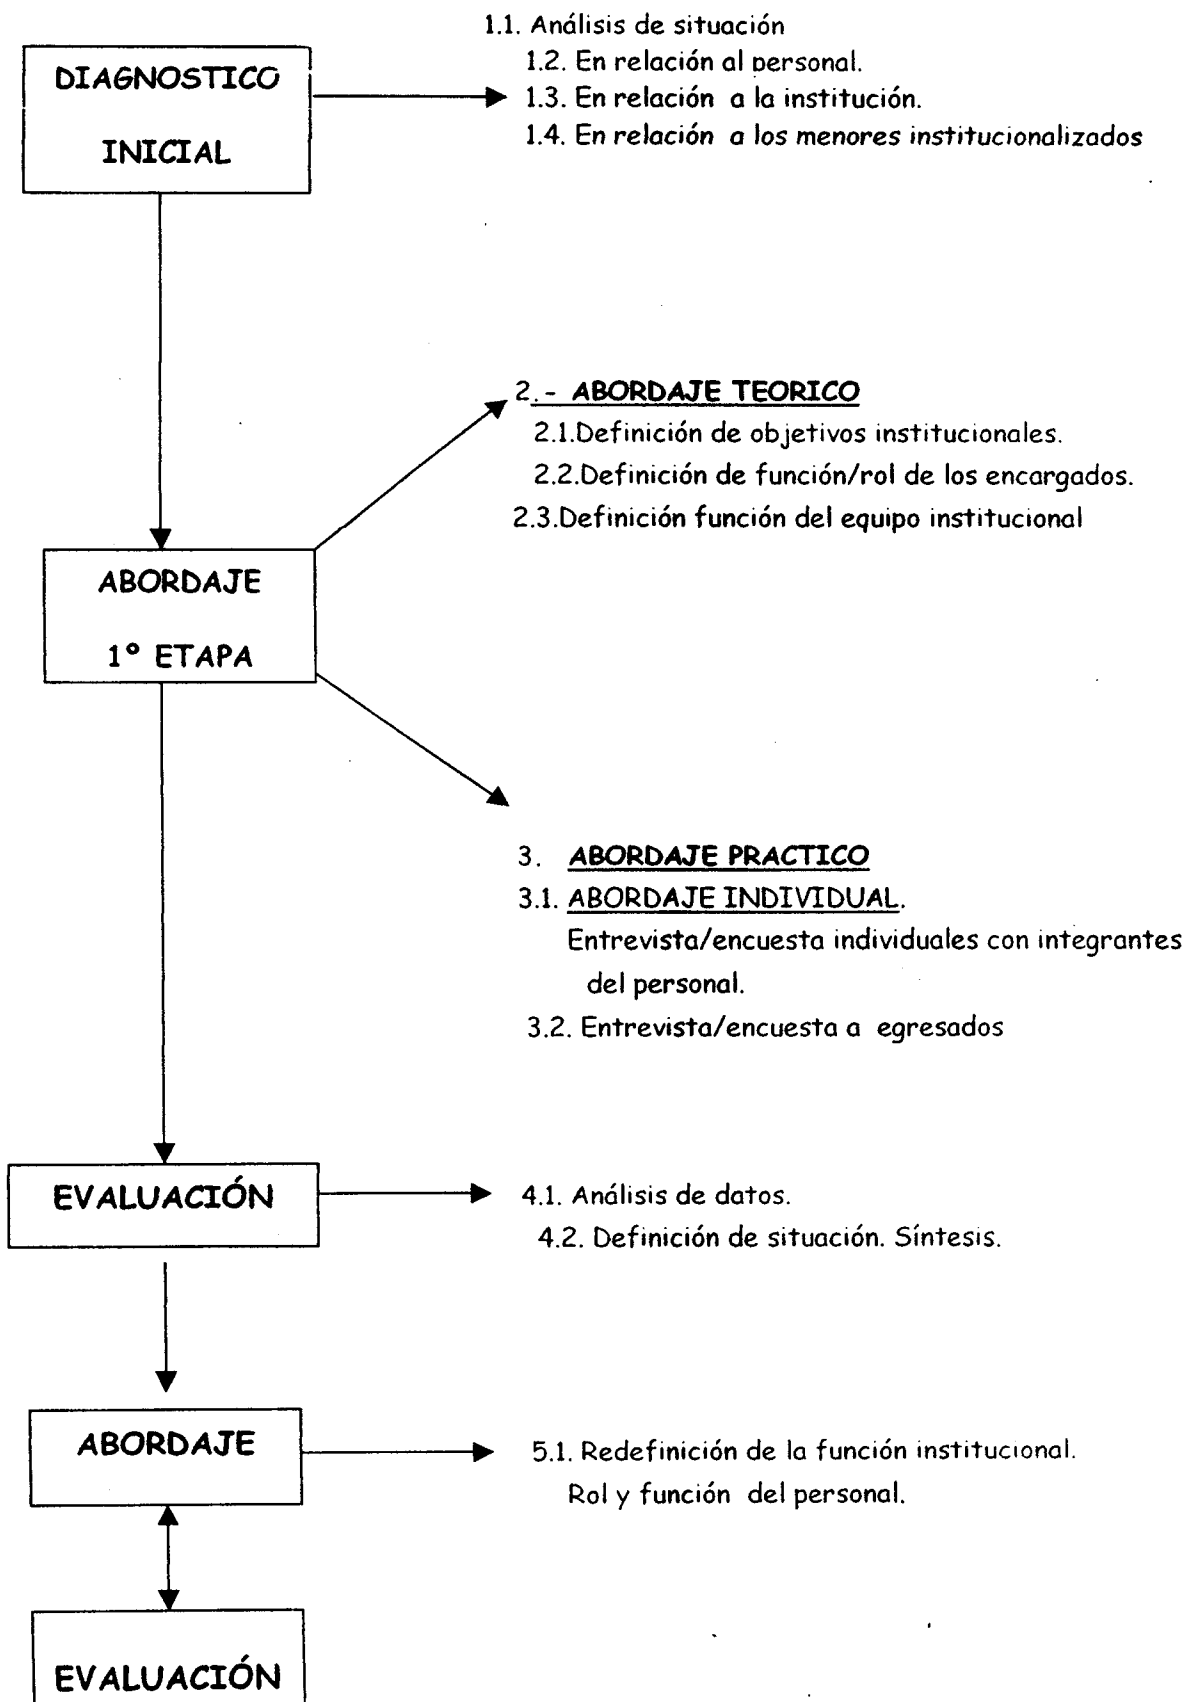 DIAGNOSTICO
INICIAL
1.1. Análisis de situación
1.2. En relación al personal.
1.3. En relación a la institución.
1.4. En relación a los menores institucionalizados
2.- ABORDAJE TEORICO
2.1.Definición de objetivos institucionales.
2.2.Definición de función/rol de los encargados.
2.3.Definición función del equipo institucional
ABORDAJE
1º ETAPA
3. ABORDAJE PRACTICO
3.1. ABORDAJE INDIVIDUAL.
Entrevista/encuesta individuales con integrantes
del personal.
3.2. Entrevista/encuesta a egresados
EVALUACIÓN
4.1. Análisis de datos.
4.2. Definición de situación. Síntesis.
ABORDAJE
5.1. Redefinición de la función institucional.
Rol y función del personal.
EVALUACIÓN